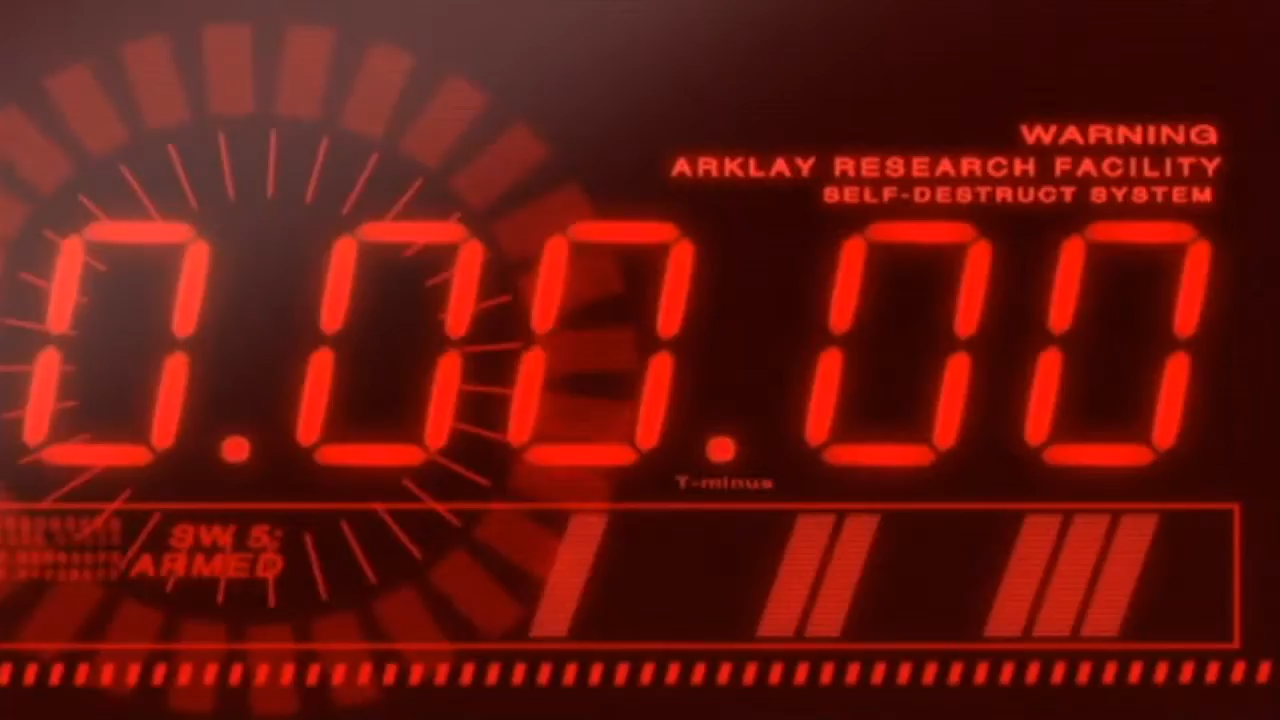 WARNING
ARKLAY RESEARCH FACILITY
SELF-DESTRUCT SYSTEM
0.00.00
T-minus
SW 5:
ARMED